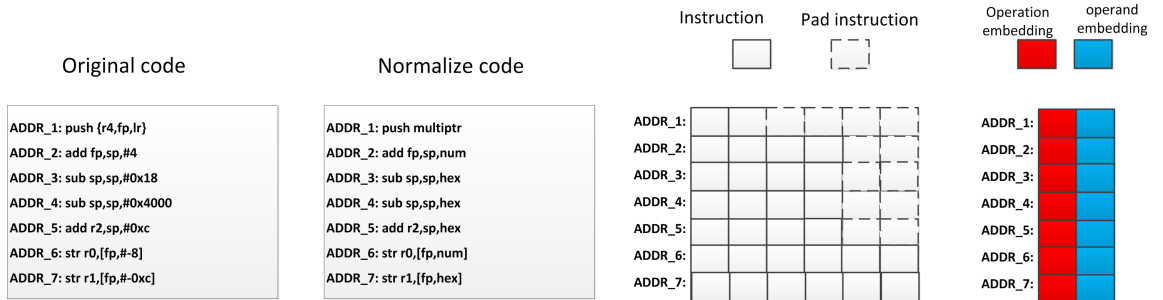 Original code
ADDR_1: push {r4,fp,lr}
ADDR_2: add fp,sp,#4
ADDR_3: sub sp,sp,#0x18
ADDR_4: sub sp,sp,#0x4000
ADDR_5: add r2,sp,#0xc
ADDR_6: str r0,[fp,#-8]
ADDR_7: str r1,[fp,#-0xc]
Normalize code
ADDR_1: push multiptr
ADDR_2: add fp,sp,num
ADDR_3: sub sp,sp,hex
ADDR_4: sub sp,sp,hex
ADDR_5: add r2,sp,hex
ADDR_6: str r0,[fp,num]
ADDR_7: str r1,[fp,hex]
Instruction
Pad instruction
ADDR_1:
ADDR_2:
ADDR_3:
ADDR_4:
ADDR_5:
ADDR_6:
ADDR_7:
Operation
embedding
operand
embedding
ADDR_1:
ADDR_2:
ADDR_3:
ADDR_4:
ADDR_5:
ADDR_6:
ADDR_7: